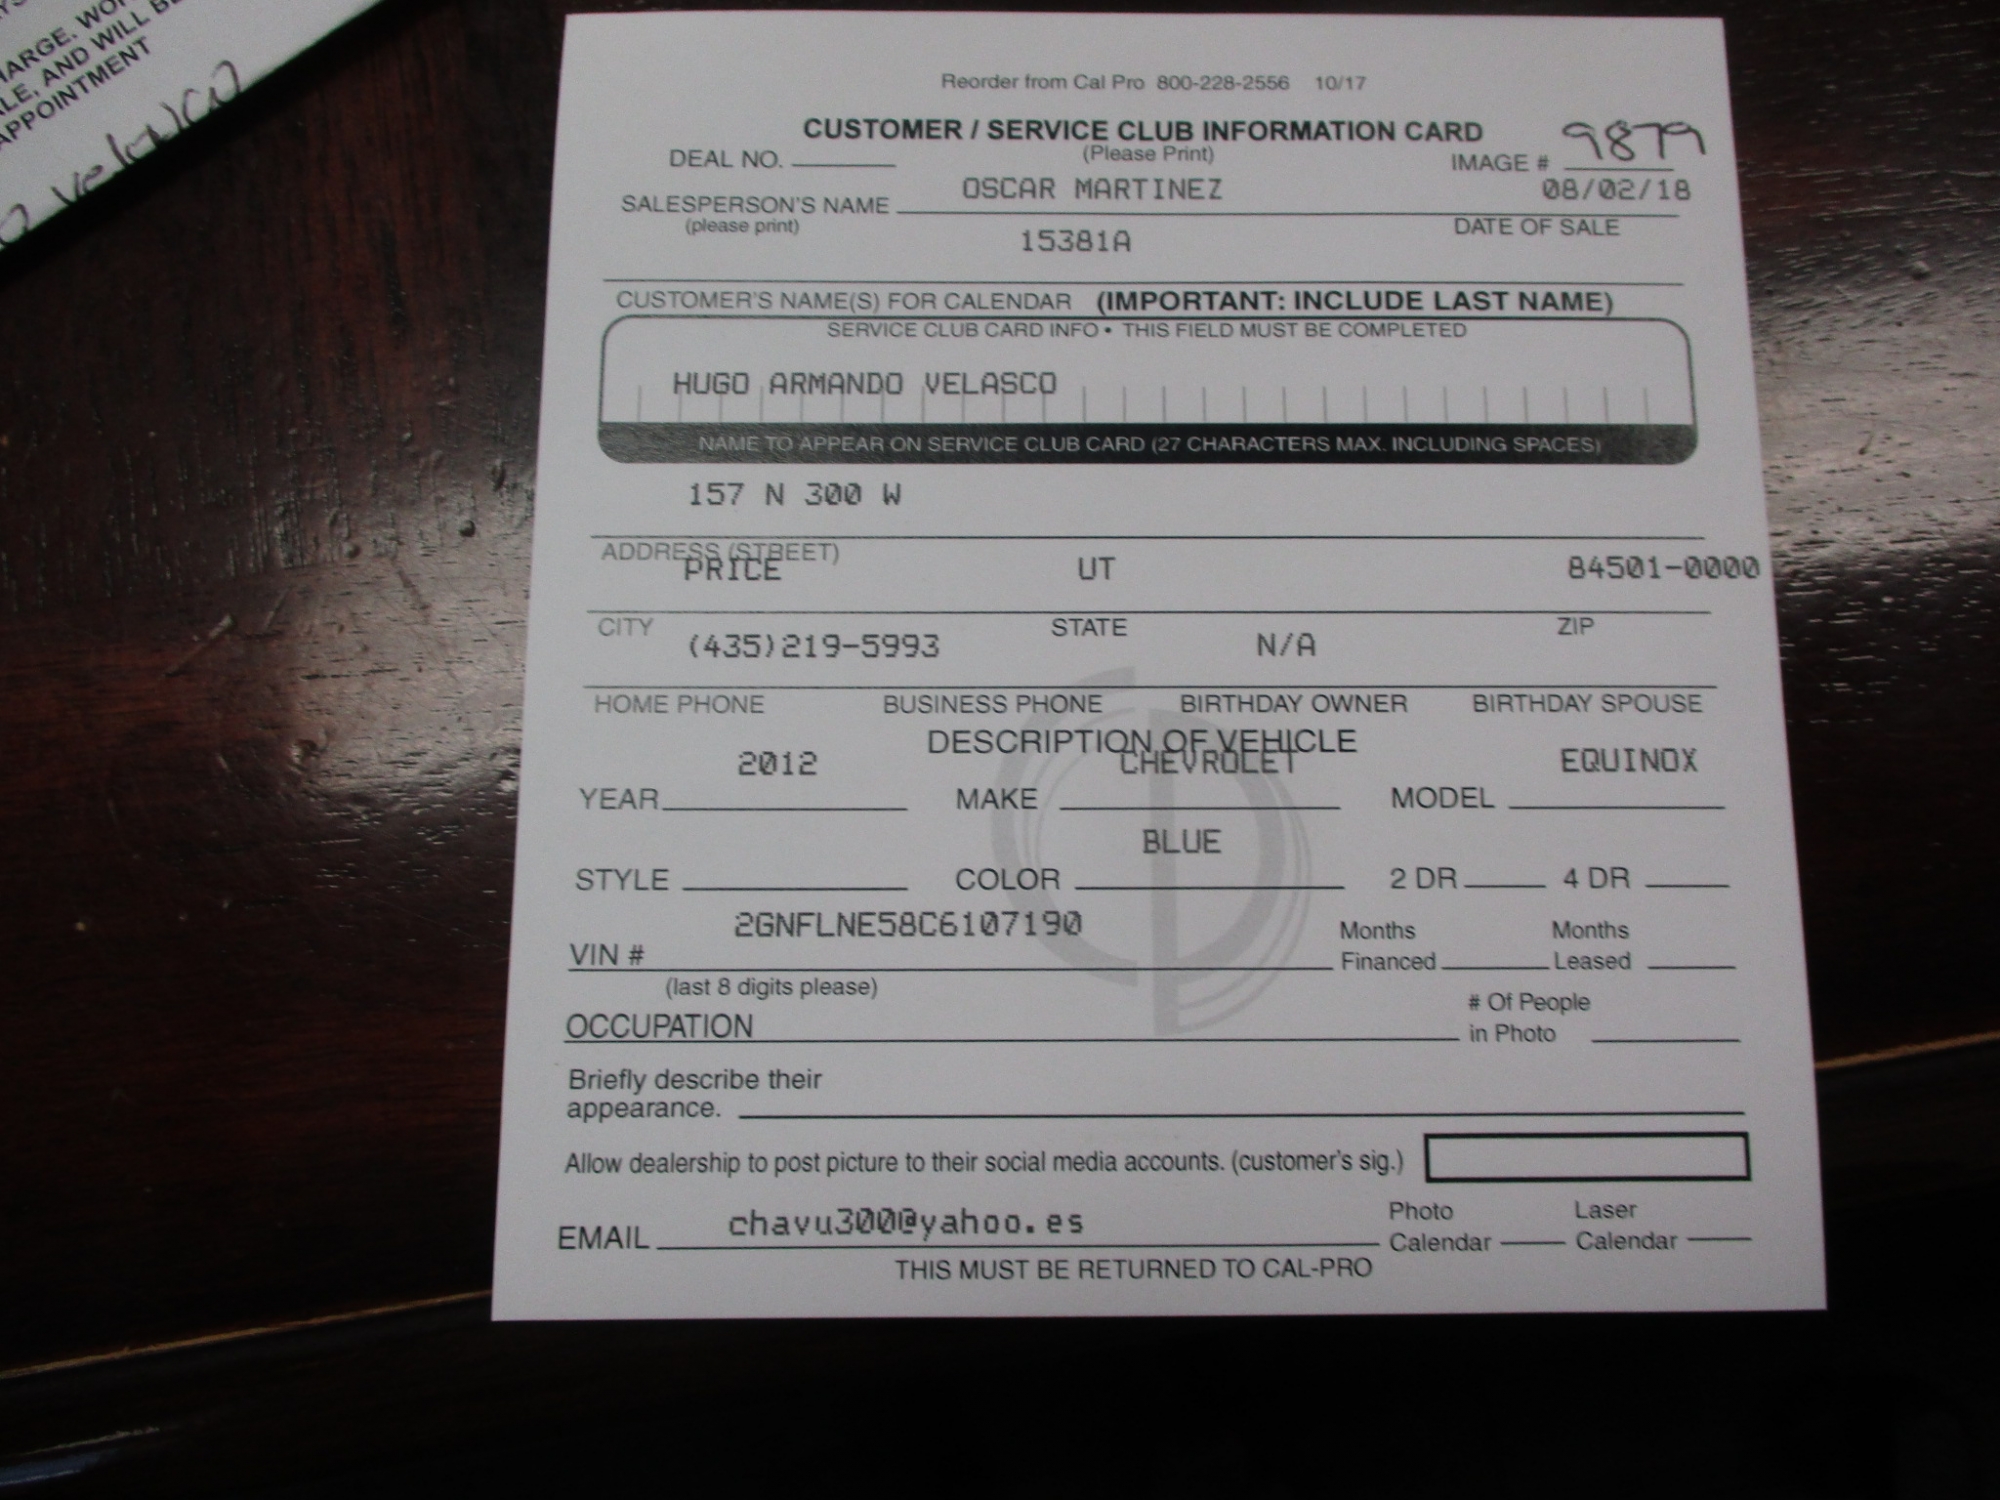 ARGE. WO
LE, AND WILL B
APPOINTMENT
Velasco
Reorder from Cal Pro 800-228-2556 10/17
CUSTOMER / SERVICE CLUB INFORMATION CARD 9879
DEAL NO. (Please Print) IMAGE #
OSCAR MARTINEZ 08/02/18
SALESPERSON'S NAME
(please print) DATE OF SALE
15381A
CUSTOMER'S NAME(S) FOR CALENDAR (IMPORTANT: INCLUDE LAST NAME)
SERVICE CLUB CARD INFO • THIS FIELD MUST BE COMPLETED
HUGO ARMANDO VELASCO
NAME TO APPEAR ON SERVICE CLUB CARD (27 CHARACTERS MAX. INCLUDING SPACES)
157 N 300 W
ADDRESS (STREET)
PRICE UT 84501-0000
CITY STATE ZIP
(435)219-5993 N/A
HOME PHONE BUSINESS PHONE BIRTHDAY OWNER BIRTHDAY SPOUSE
DESCRIPTION OF VEHICLE
2012 CHEVROLET EQUINOX
YEAR MAKE MODEL
BLUE
STYLE COLOR 2 DR 4 DR
2GNFLNE58C6107190
VIN # Months Financed Months Leased
(last 8 digits please)
OCCUPATION # Of People in Photo
Briefly describe their
appearance.
Allow dealership to post picture to their social media accounts. (customer's sig.)
chavu300@yahoo.es
EMAIL Photo Calendar Laser Calendar
THIS MUST BE RETURNED TO CAL-PRO